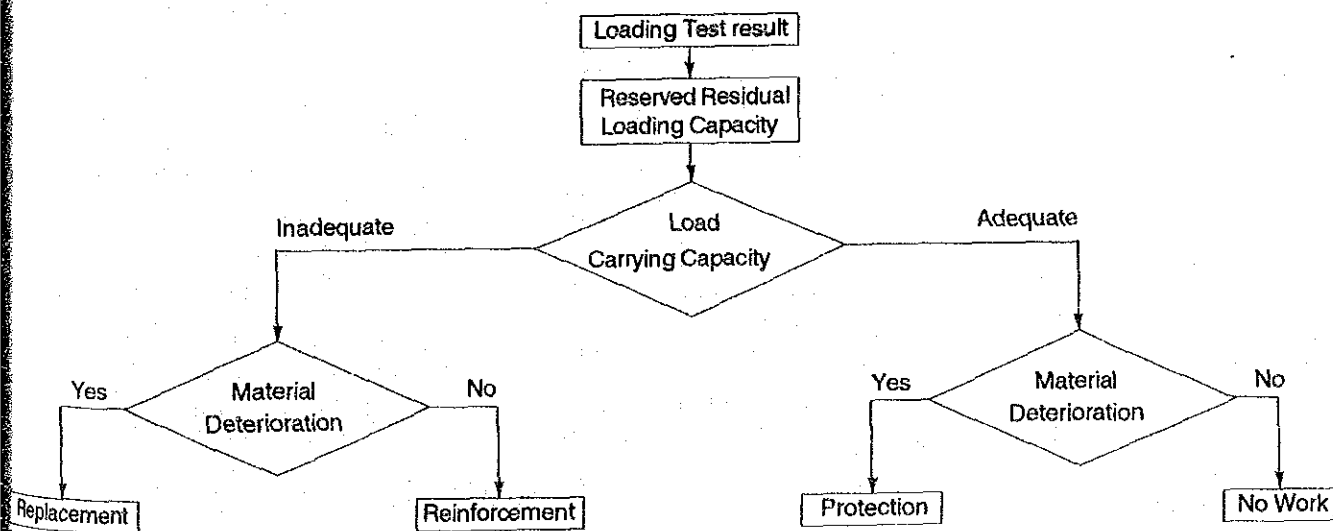 Loading Test result
Reserved Residual
Loading Capacity
Load
Carrying Capacity
Inadequate
Adequate
Material
Deterioration
Yes
No
Material
Deterioration
Yes
No
Replacement
Reinforcement
Protection
No Work